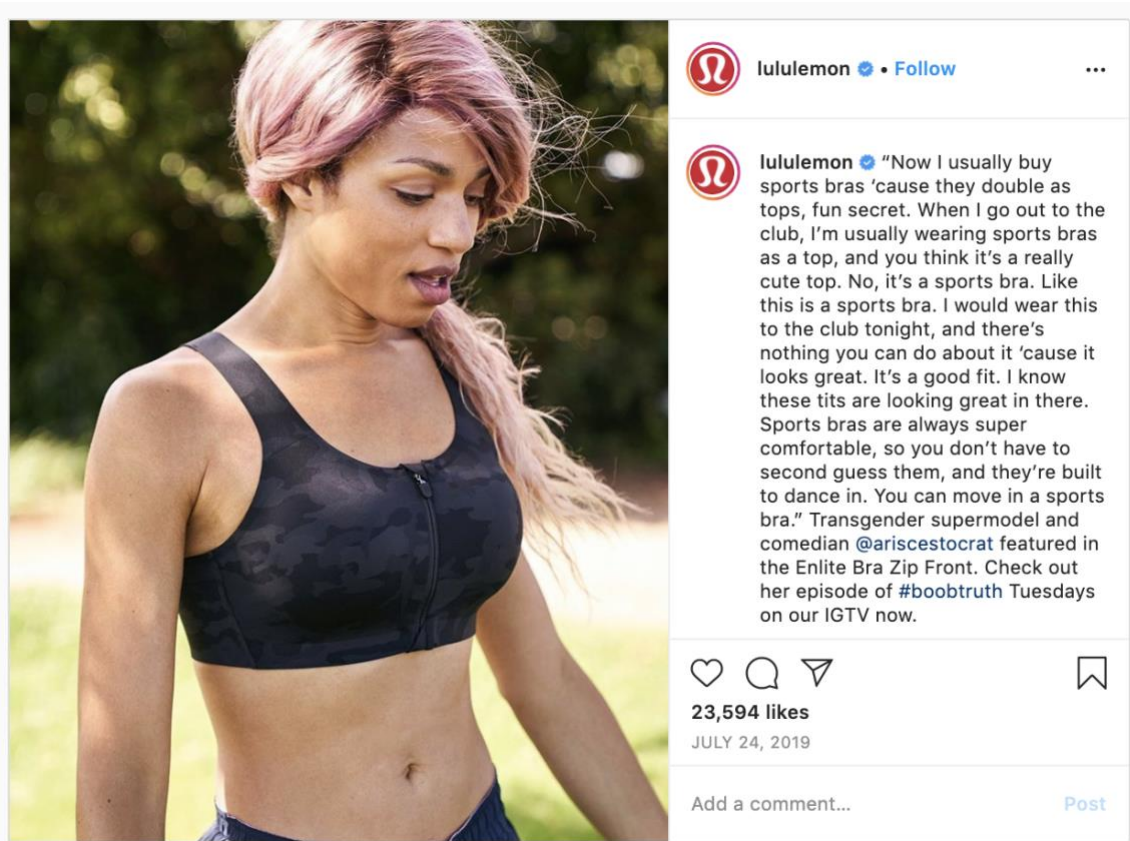 lululemon • Follow
lululemon “Now I usually buy
sports bras ‘cause they double as
tops, fun secret. When I go out to the
club, I’m usually wearing sports bras
as a top, and you think it’s a really
cute top. No, it’s a sports bra. Like
this is a sports bra. I would wear this
to the club tonight, and there’s
nothing you can do about it ‘cause it
looks great. It’s a good fit. I know
these tits are looking great in there.
Sports bras are always super
comfortable, so you don’t have to
second guess them, and they’re built
to dance in. You can move in a sports
bra.” Transgender supermodel and
comedian @ariscestocrat featured in
the Enlite Bra Zip Front. Check out
her episode of #boobtruth Tuesdays
on our IGTV now.
23,594 likes
JULY 24, 2019
Add a comment...
Post